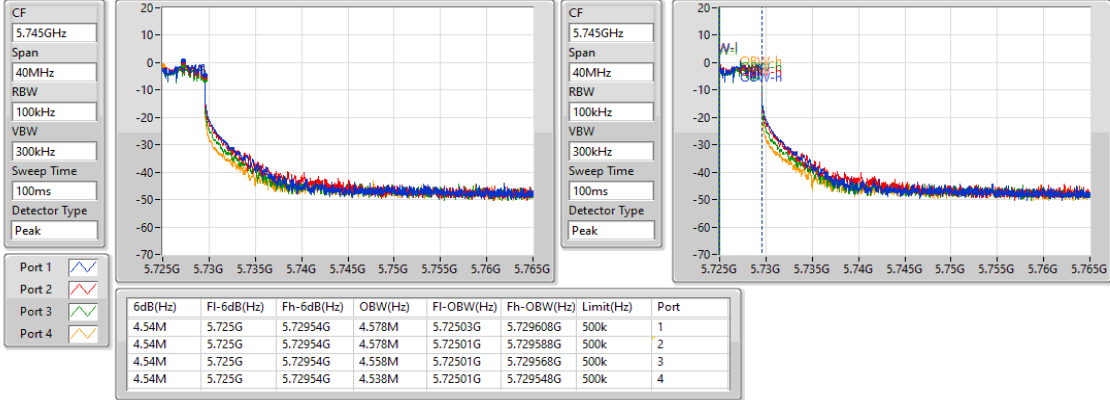 CF
5.745GHz
Span
40MHz
RBW
100kHz
VBW
300kHz
Sweep Time
100ms
Detector Type
Peak
20
10
0
-10
-20
-30
-40
-50
-60
-70
5.725G 5.73G 5.735G 5.74G 5.745G 5.75G 5.755G 5.76G 5.765G
CF
5.745GHz
Span
40MHz
RBW
100kHz
VBW
300kHz
Sweep Time
100ms
Detector Type
Peak
20
10
0
-10
-20
-30
-40
-50
-60
-70
OBW-h
OBW-h
5.725G 5.73G 5.735G 5.74G 5.745G 5.75G 5.755G 5.76G 5.765G
Port 1
Port 2
Port 3
Port 4
6dB(Hz) Fl-6dB(Hz) Fh-6dB(Hz) OBW(Hz) Fl-OBW(Hz) Fh-OBW(Hz) Limit(Hz) Port
4.54M 5.725G 5.72954G 4.578M 5.72503G 5.729608G 500k 1
4.54M 5.725G 5.72954G 4.578M 5.72501G 5.729588G 500k 2
4.54M 5.725G 5.72954G 4.558M 5.72501G 5.729568G 500k 3
4.54M 5.725G 5.72954G 4.538M 5.72501G 5.729548G 500k 4